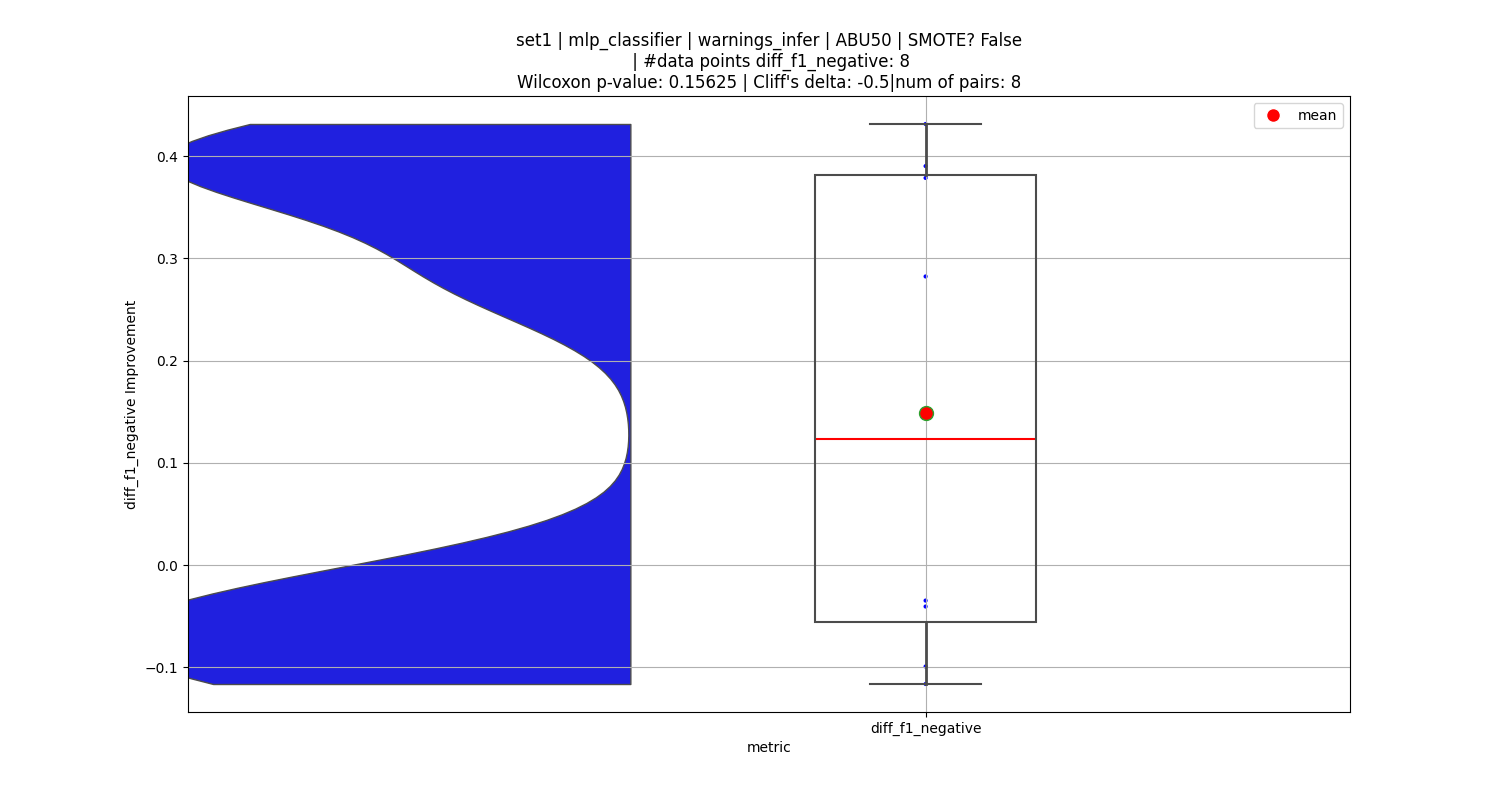 set1 | mlp_classifier | warnings_infer | ABU50 | SMOTE? False
| #data points diff_f1_negative: 8
Wilcoxon p-value: 0.15625 | Cliff's delta: -0.5|num of pairs: 8
mean
0.4
0.3
0.2
0.1
0.0
−0.1
diff_f1_negative Improvement
diff_f1_negative
metric